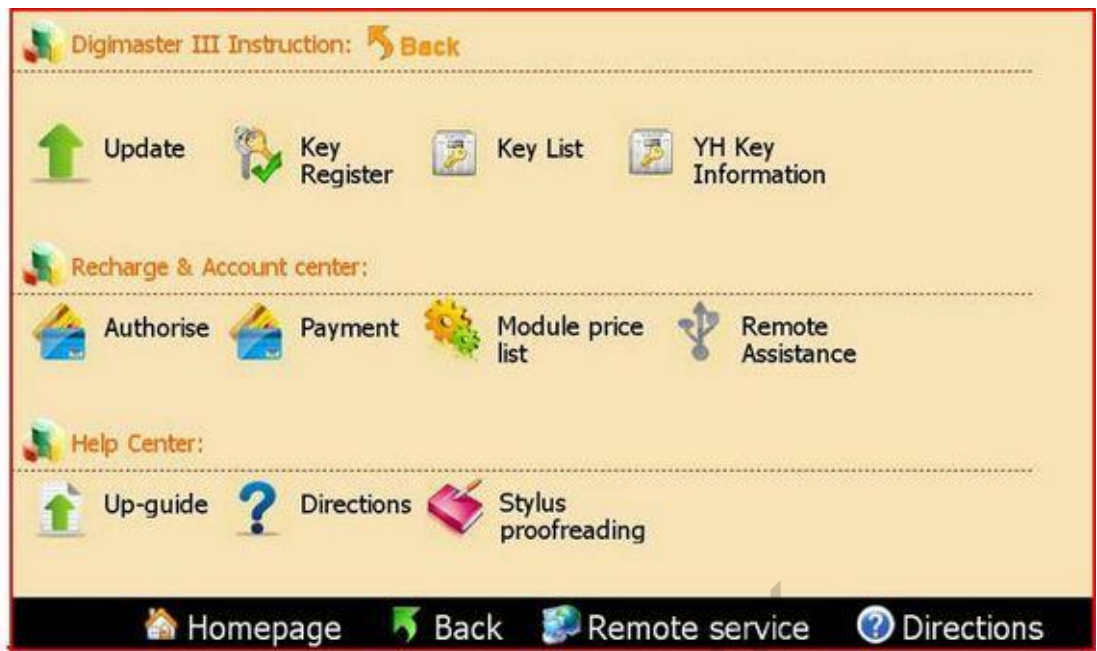 Digimaster III Instruction: Back
Update
Key Register
Key List
YH Key Information
Recharge & Account center:
Authorise
Payment
Module price list
Remote Assistance
Help Center:
Up-guide
Directions
Stylus proofreading
Homepage Back Remote service Directions